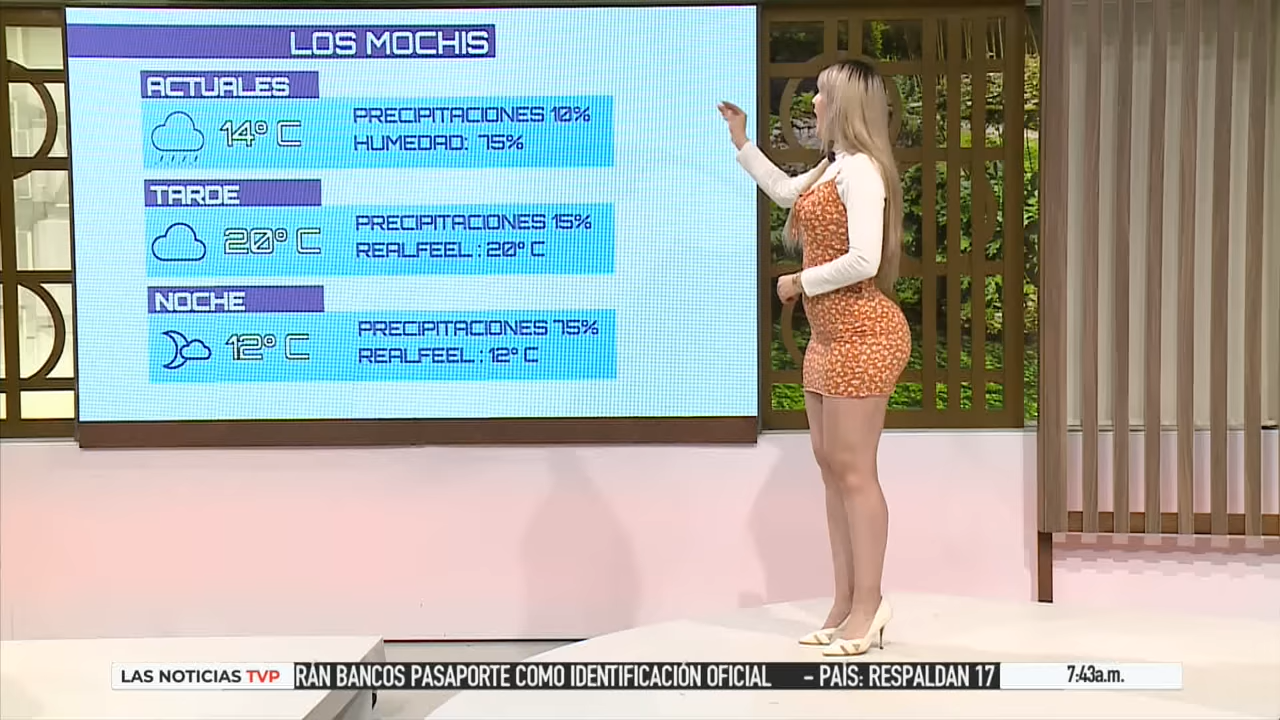 LOS MOCHIS
ACTUALES
14° C
PRECIPITACIONES 10%
HUMEDAD: 75%
TARDE
20° C
PRECIPITACIONES 15%
REALFEEL : 20° C
NOCHE
12° C
PRECIPITACIONES 75%
REALFEEL : 12° C
LAS NOTICIAS TVP
RÁN BANCOS PASAPORTE COMO IDENTIFICACIÓN OFICIAL – PAÍS: RESPALDAN 17
7:43a.m.